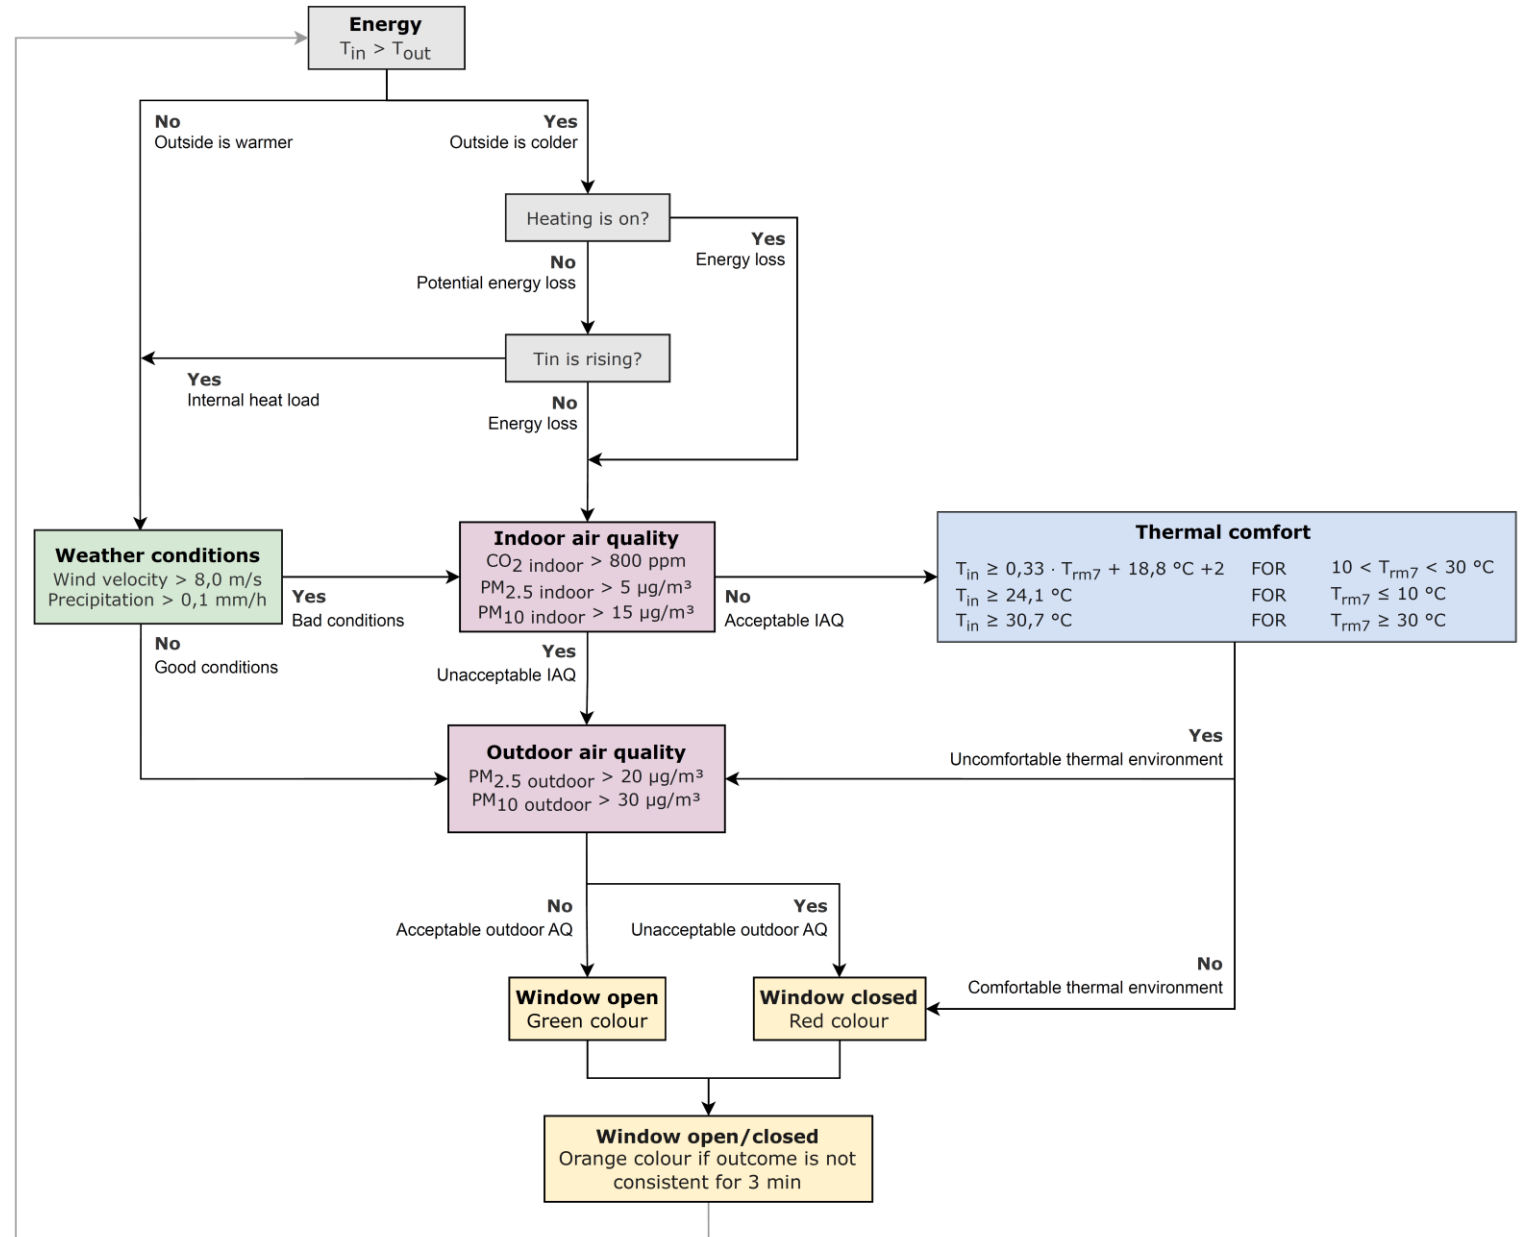 Energy
Tin > Tout
No
Outside is warmer
Yes
Outside is colder
Heating is on?
Yes
Energy loss
No
Potential energy loss
Tin is rising?
Yes
Internal heat load
No
Energy loss
Weather conditions
Wind velocity > 8,0 m/s
Precipitation > 0,1 mm/h
Yes
Bad conditions
No
Good conditions
Indoor air quality
CO2 indoor > 800 ppm
PM2.5 indoor > 5 µg/m³
PM10 indoor > 15 µg/m³
No
Acceptable IAQ
Yes
Unacceptable IAQ
Thermal comfort
Tin ≥ 0,33 · Trm7 + 18,8 °C +2 FOR 10 < Trm7 < 30 °C
Tin ≥ 24,1 °C FOR Trm7 ≤ 10 °C
Tin ≥ 30,7 °C FOR Trm7 ≥ 30 °C
Yes
Uncomfortable thermal environment
Outdoor air quality
PM2.5 outdoor > 20 µg/m³
PM10 outdoor > 30 µg/m³
No
Acceptable outdoor AQ
Yes
Unacceptable outdoor AQ
No
Comfortable thermal environment
Window open
Green colour
Window closed
Red colour
Window open/closed
Orange colour if outcome is not
consistent for 3 min